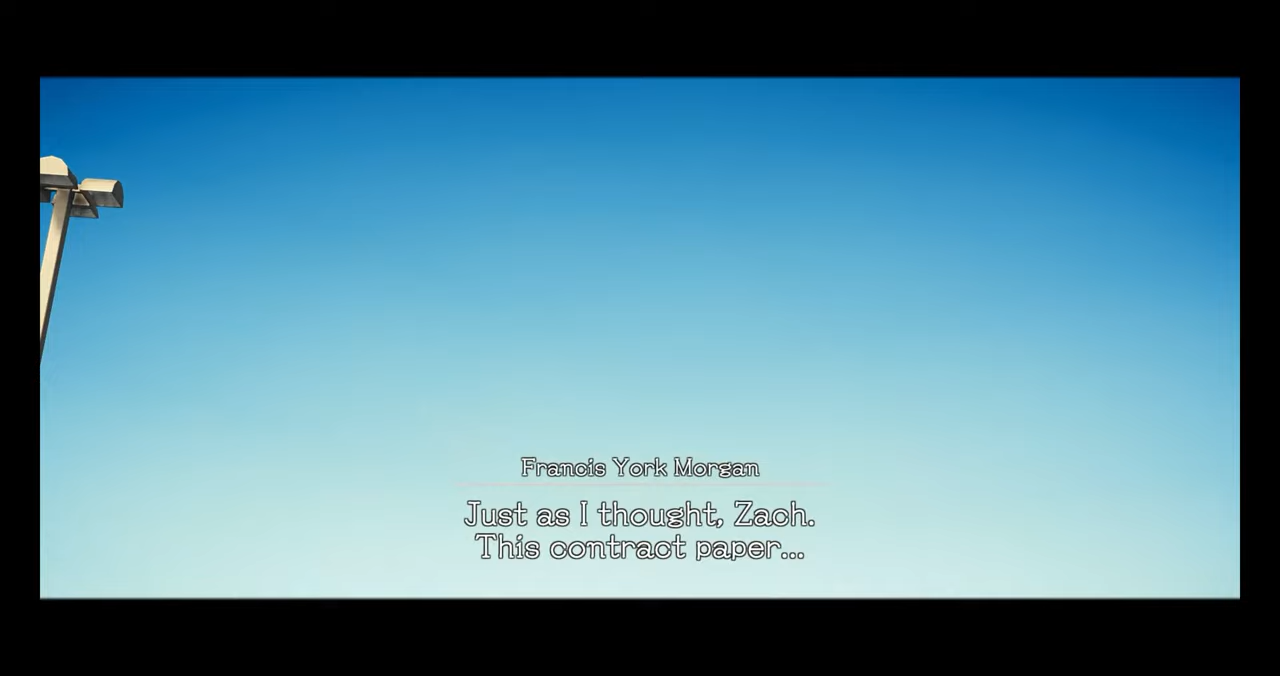 Francis York Morgan
Just as I thought, Zach.
This contract paper...